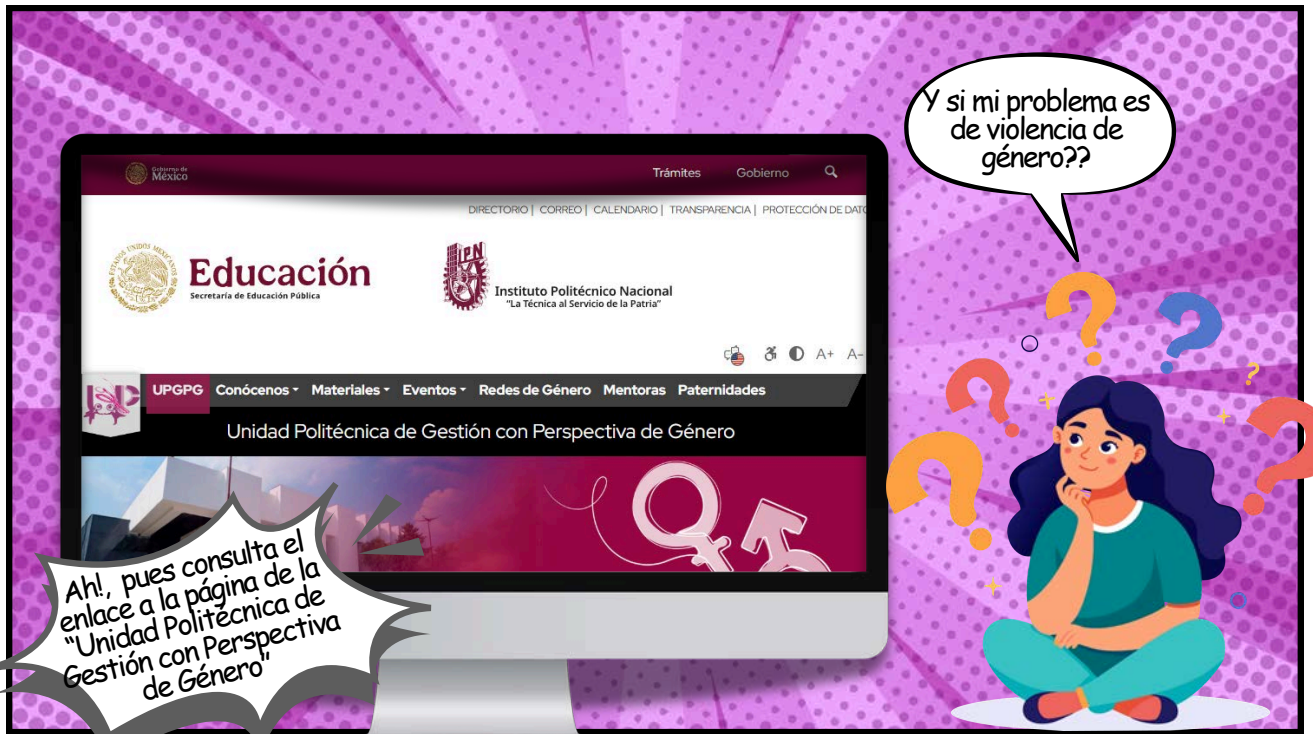 Y si mi problema es
de violencia de
género??
Gobierno de
México
Trámites Gobierno
DIRECTORIO | CORREO | CALENDARIO | TRANSPARENCIA | PROTECCIÓN DE DATO
Educación
Secretaría de Educación Pública
IPN
Instituto Politécnico Nacional
"La Técnica al Servicio de la Patria"
A+ A-
UPGPG Conócenos Materiales Eventos Redes de Género Mentoras Paternidades
Unidad Politécnica de Gestión con Perspectiva de Género
Ah!, pues consulta el
enlace a la página de la
"Unidad Politécnica de
Gestión con Perspectiva
de Género"